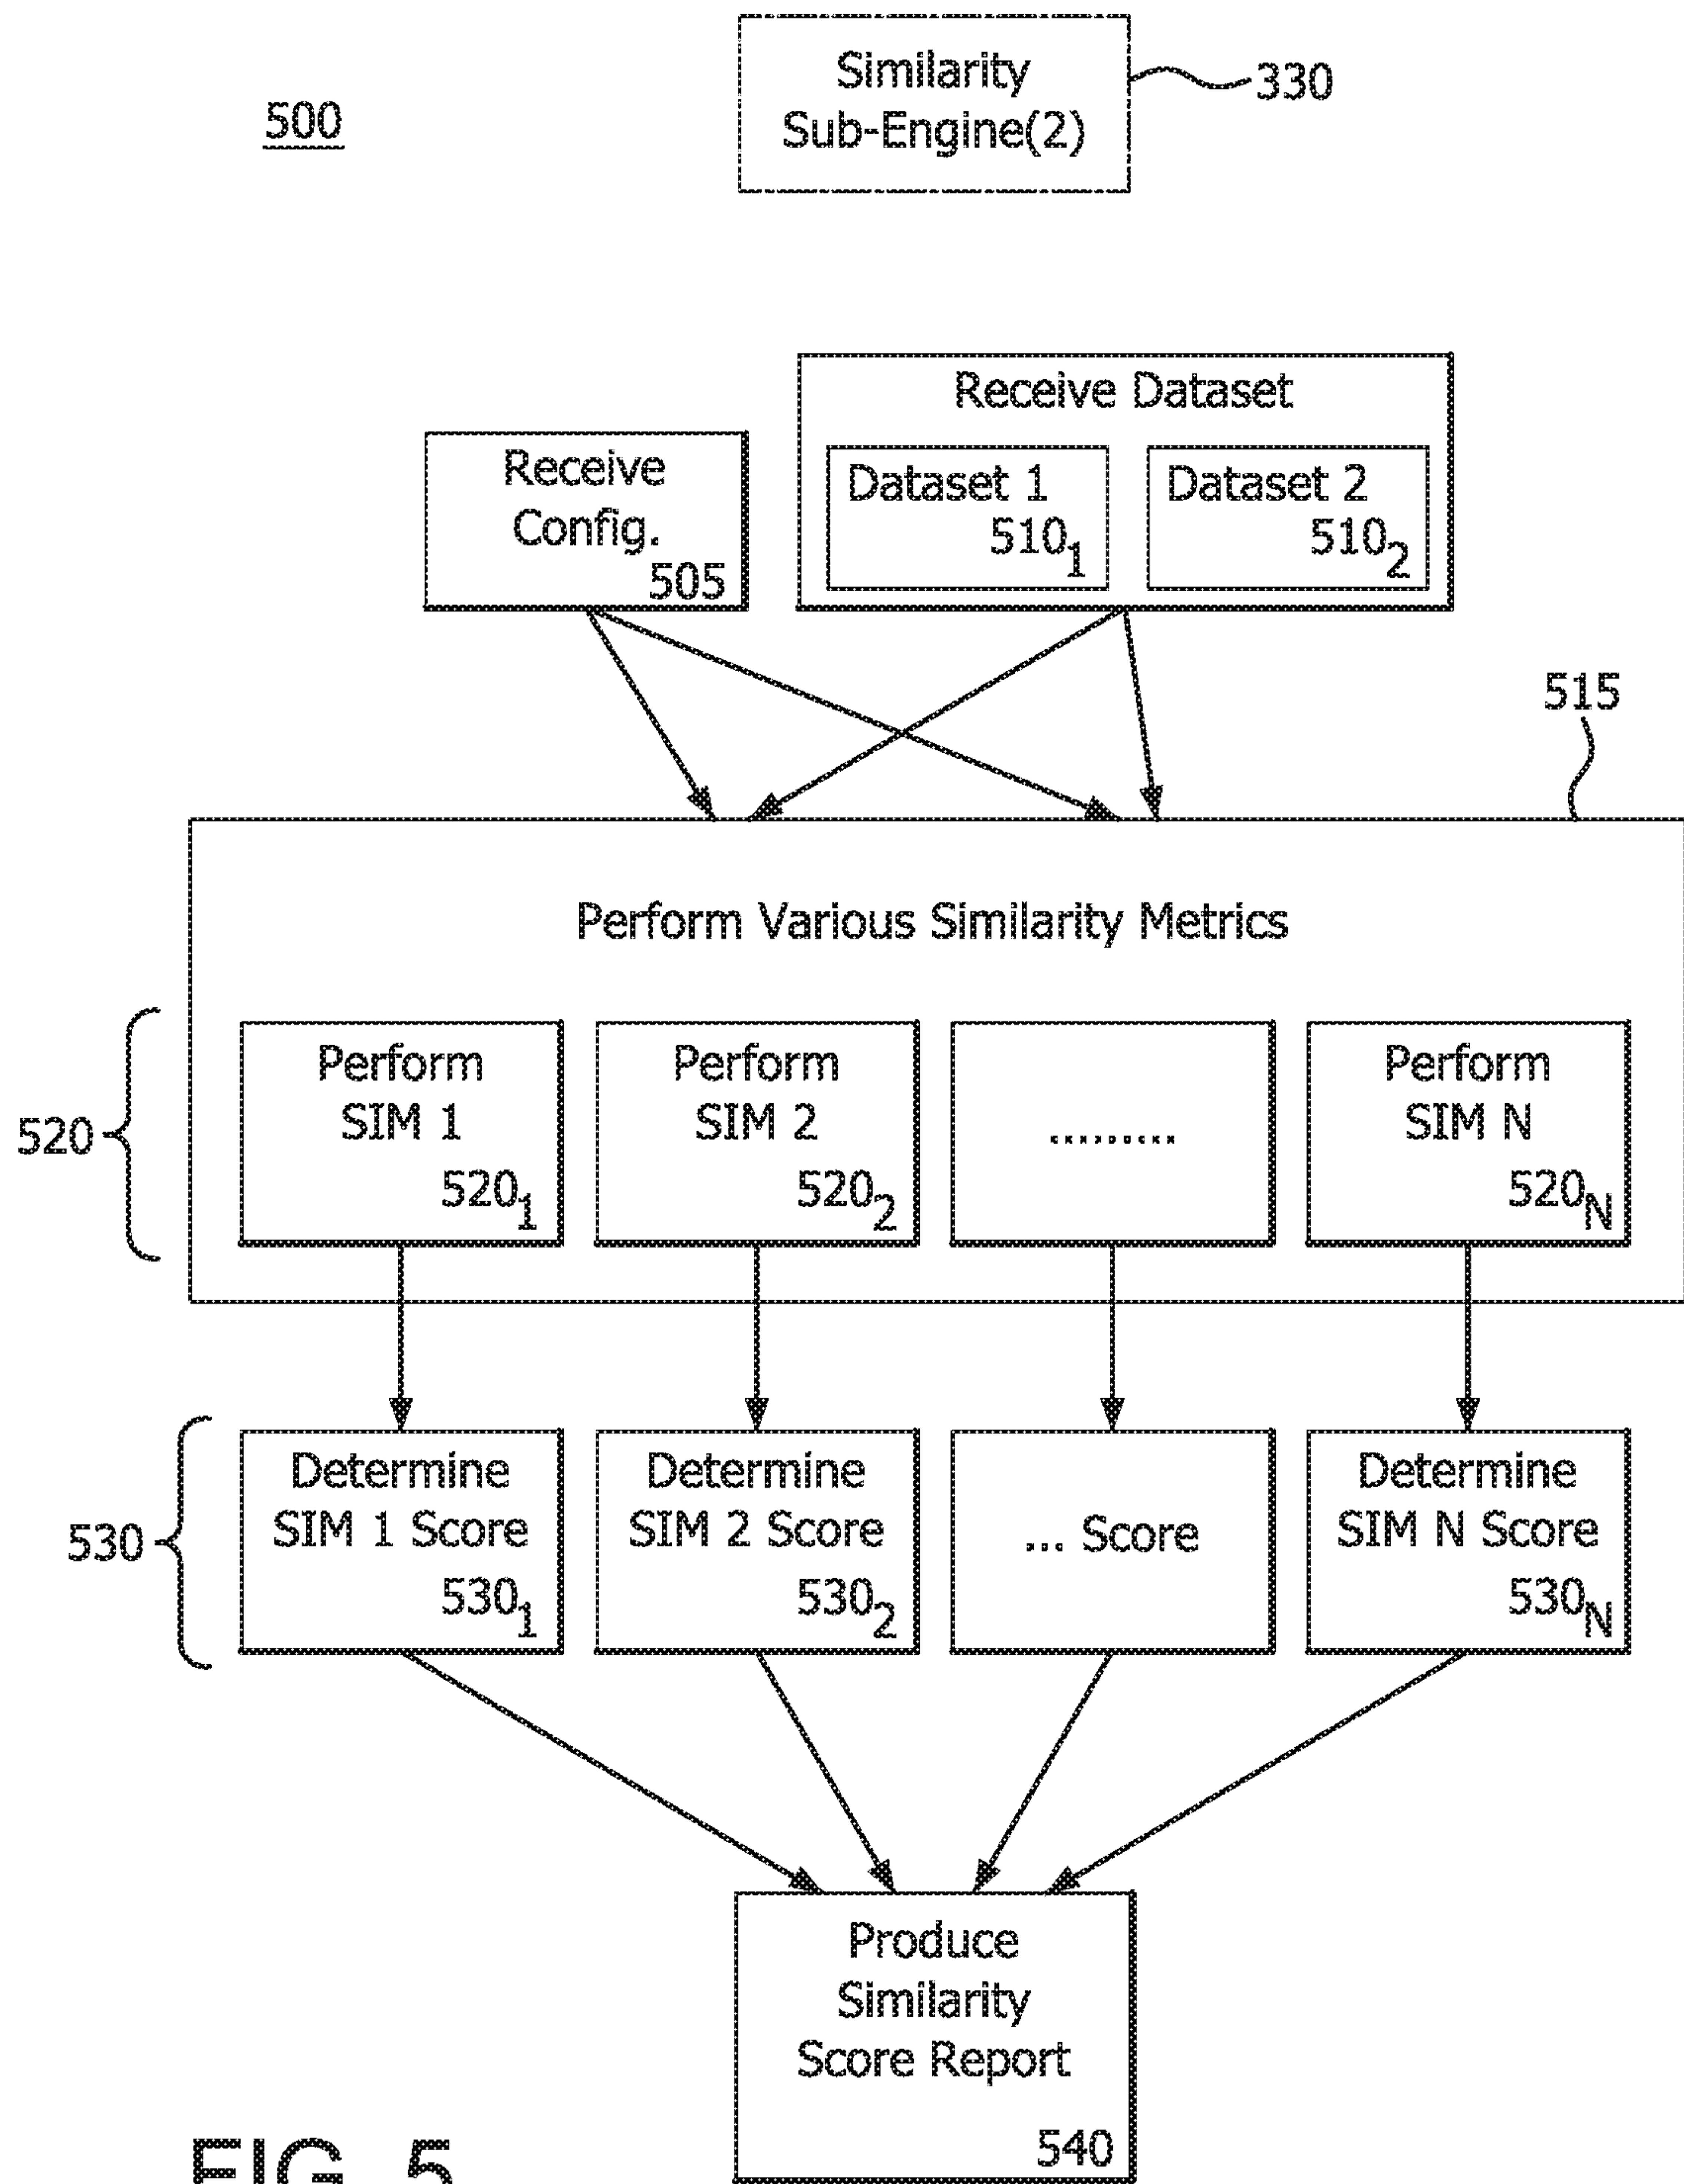 Similarity
Sub-Engine(2)
330
500
Receive Dataset
Receive
Config.
505
Dataset 1
510₁
Dataset 2
510₂
515
Perform Various Similarity Metrics
520
Perform
SIM 1
520₁
Perform
SIM 2
520₂
.........
Perform
SIM N
520_N
530
Determine
SIM 1 Score
530₁
Determine
SIM 2 Score
530₂
... Score
Determine
SIM N Score
530_N
Produce
Similarity
Score Report
540
FIG. 5